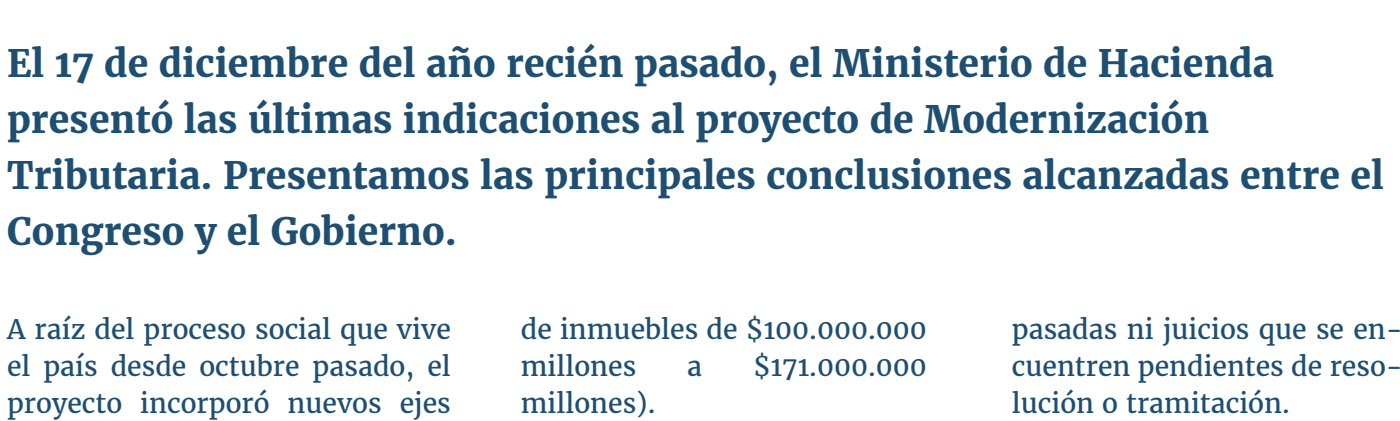 El 17 de diciembre del año recién pasado, el Ministerio de Hacienda
presentó las últimas indicaciones al proyecto de Modernización
Tributaria. Presentamos las principales conclusiones alcanzadas entre el
Congreso y el Gobierno.
A raíz del proceso social que vive
el país desde octubre pasado, el
proyecto incorporó nuevos ejes
de inmuebles de $100.000.000
millones a $171.000.000
millones).
pasadas ni juicios que se en-
cuentren pendientes de reso-
lución o tramitación.